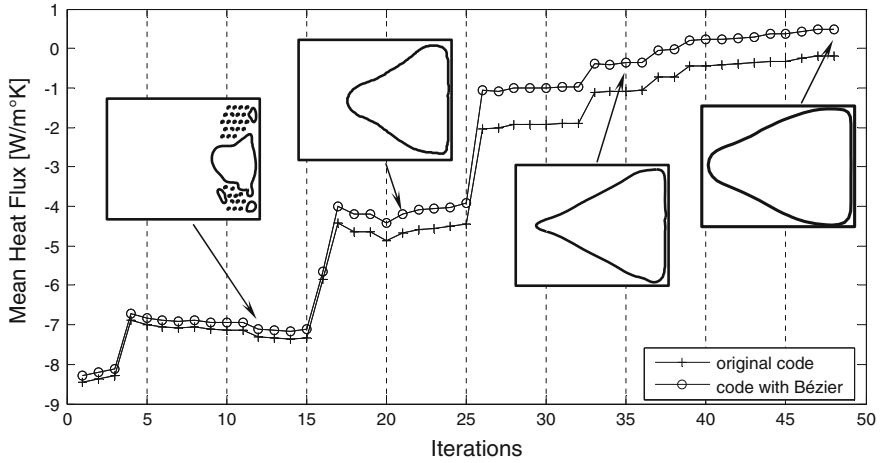 1
0
-1
-2
-3
-4
-5
-6
-7
-8
-9
Mean Heat Flux [W/m°K]
original code
code with Bézier
0 5 10 15 20 25 30 35 40 45 50
Iterations